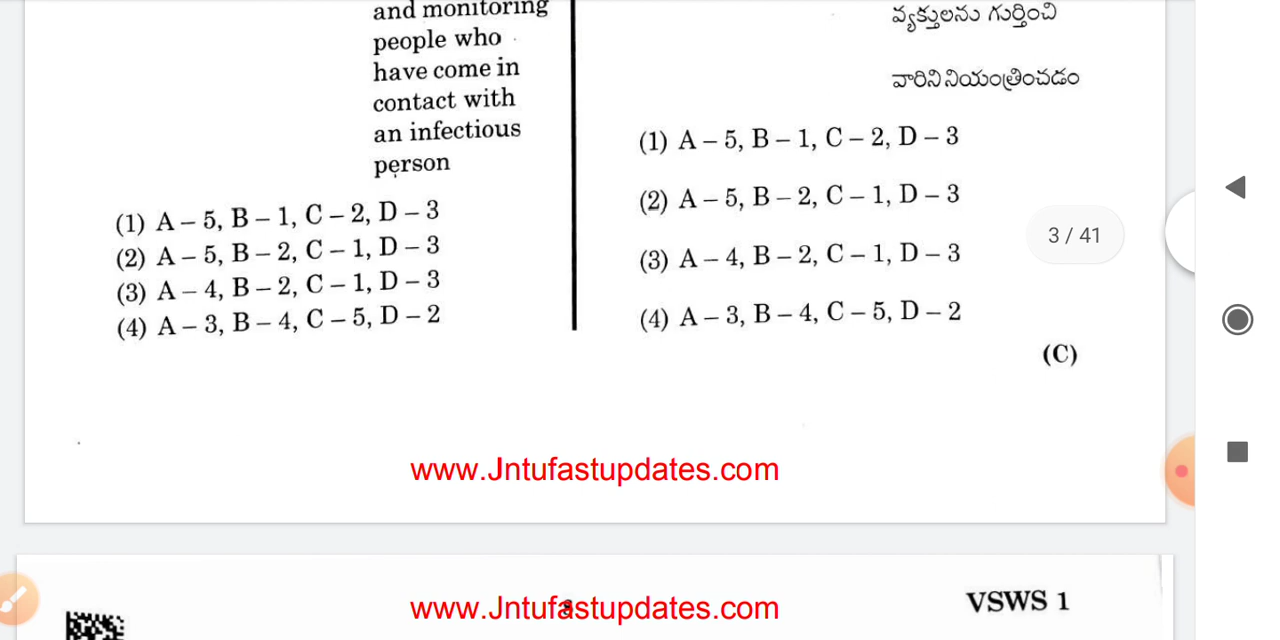 and monitoring
people who
have come in
contact with
an infectious
person
(1) A – 5, B – 1, C – 2, D – 3
(2) A – 5, B – 2, C – 1, D – 3
(3) A – 4, B – 2, C – 1, D – 3
(4) A – 3, B – 4, C – 5, D – 2
వ్యక్తులను గుర్తించి
వారిని నియంత్రించడం
(1) A – 5, B – 1, C – 2, D – 3
(2) A – 5, B – 2, C – 1, D – 3
(3) A – 4, B – 2, C – 1, D – 3
(4) A – 3, B – 4, C – 5, D – 2
(C)
3 / 41
www.Jntufastupdates.com
www.Jntufastupdates.com
VSWS 1